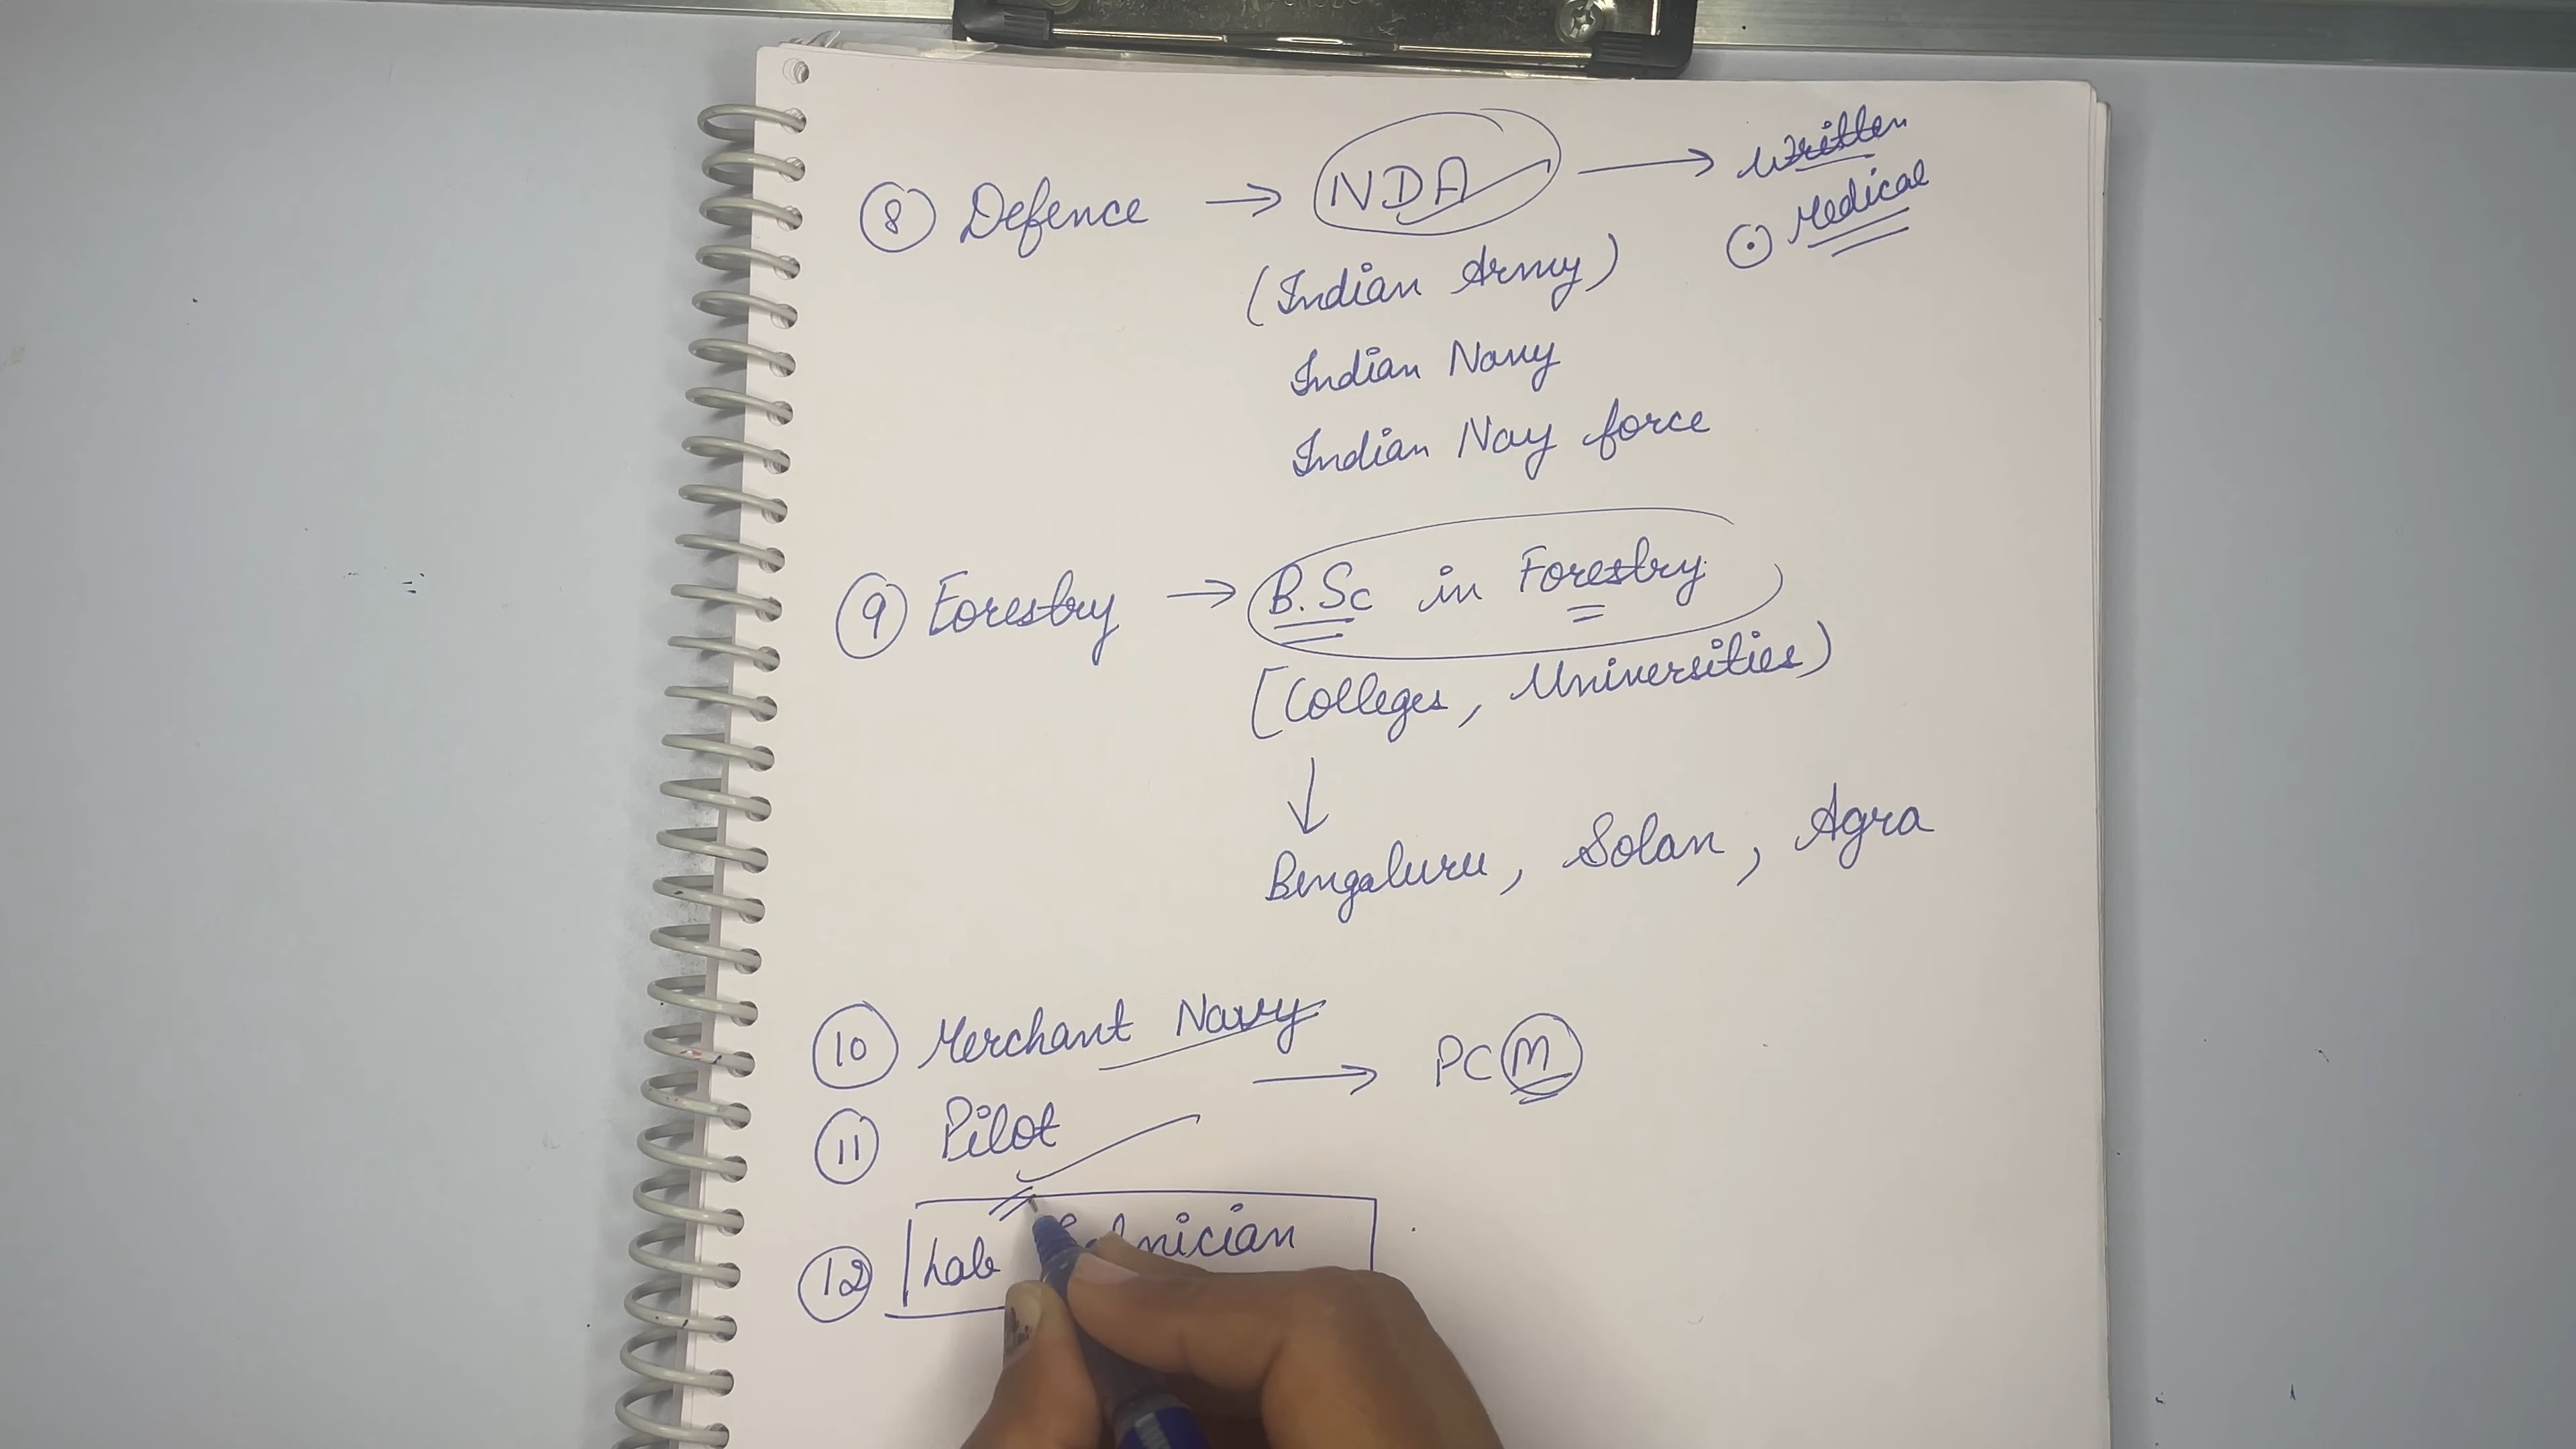 8 Defence → NDA → Written
Medical
(Indian Army)
Indian Navy
Indian Nay force
9 Forestry → B.Sc in Forestry
[Colleges, Universities)
↓
Bengaluru, Solan, Agra
10 Merchant Navy
→ PCM
11 Pilot
12 Lab